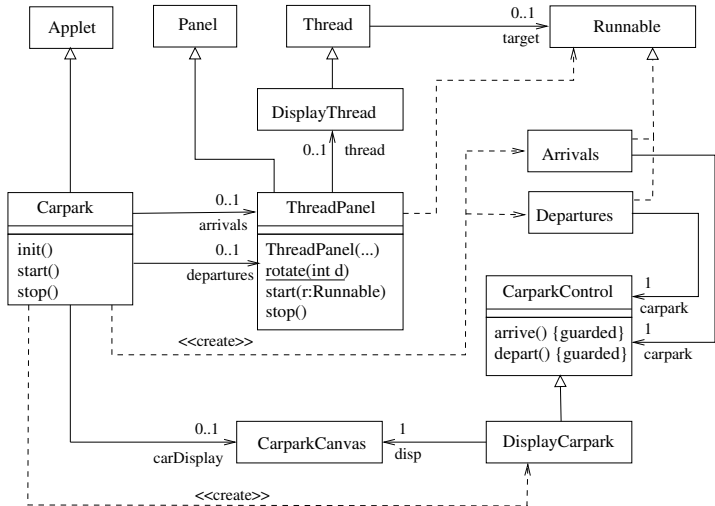 Applet
Panel
Thread
0..1
target
Runnable
DisplayThread
0..1 thread
Arrivals
Carpark
init()
start()
stop()
0..1
arrivals
0..1
departures
ThreadPanel
ThreadPanel(...)
rotate(int d)
start(r:Runnable)
stop()
Departures
CarparkControl
arrive() {guarded}
depart() {guarded}
1
carpark
1
carpark
<<create>>
0..1
carDisplay
CarparkCanvas
1
disp
DisplayCarpark
<<create>>